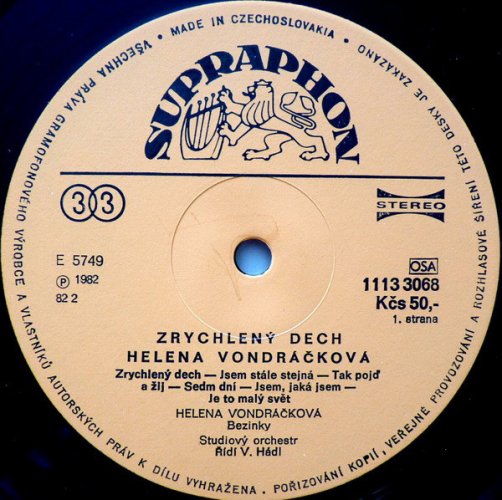 VŠECHNA PRÁVA GRAMOFONOVÉHO VÝROBCE A VLASTNÍKŮ AUTORSKÝCH PRÁV K DÍLU VYHRAŽENA. POŘIZOVÁNÍ KOPIÍ, VEŘEJNÉ PROVOZOVÁNÍ A ROZHLASOVÉ ŠÍŘENÍ TÉTO DESKY JE ZAKÁZÁNO
• MADE IN CZECHOSLOVAKIA •
SUPRAPHON
33
STEREO
E 5749
Ⓟ 1982
82 2
OSA
1113 3068
Kčs 50,-
1. strana
ZRYCHLENÝ DECH
HELENA VONDRÁČKOVÁ
Zrychlený dech — Jsem stále stejná — Tak pojď
a žij — Sedm dní — Jsem, jaká jsem —
Je to malý svět
HELENA VONDRÁČKOVÁ
Bezinky
Studiový orchestr
Řídí V. Hádl